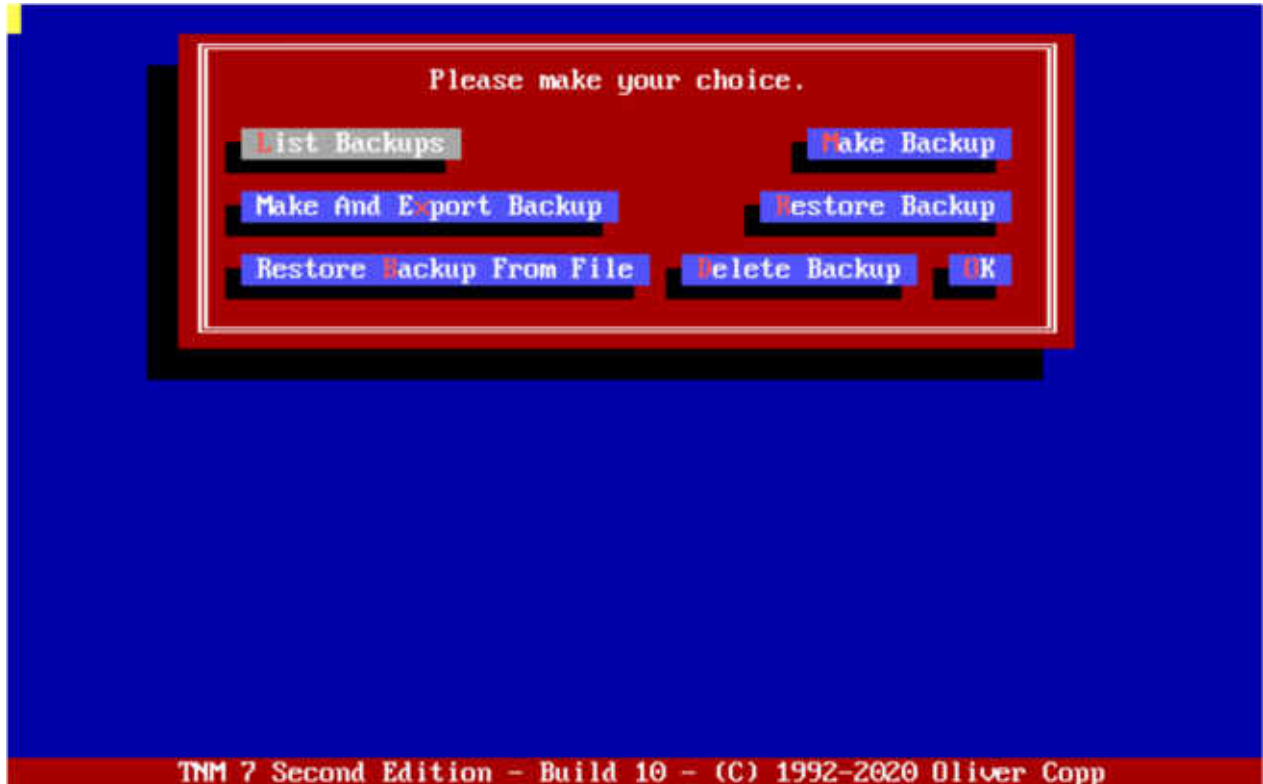 Please make your choice.
List Backups Make Backup
Make And Export Backup Restore Backup
Restore Backup From File Delete Backup OK
TNM 7 Second Edition - Build 10 - (C) 1992-2020 Oliver Copp